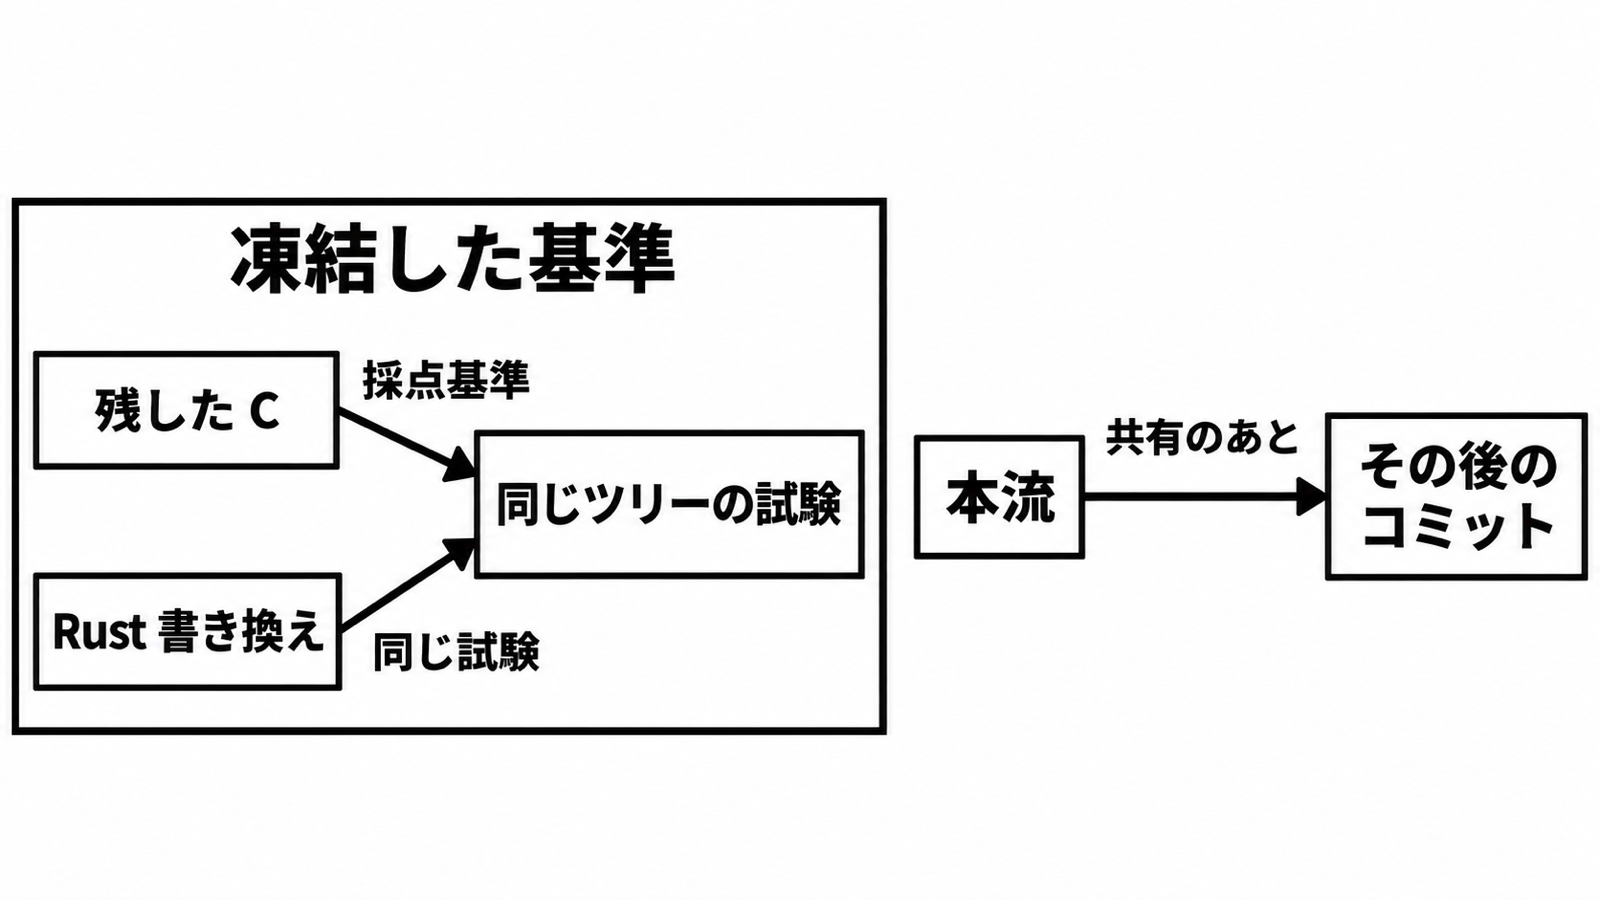 凍結した基準
残した C
採点基準
同じツリーの試験
Rust 書き換え
同じ試験
本流
共有のあと
その後の
コミット